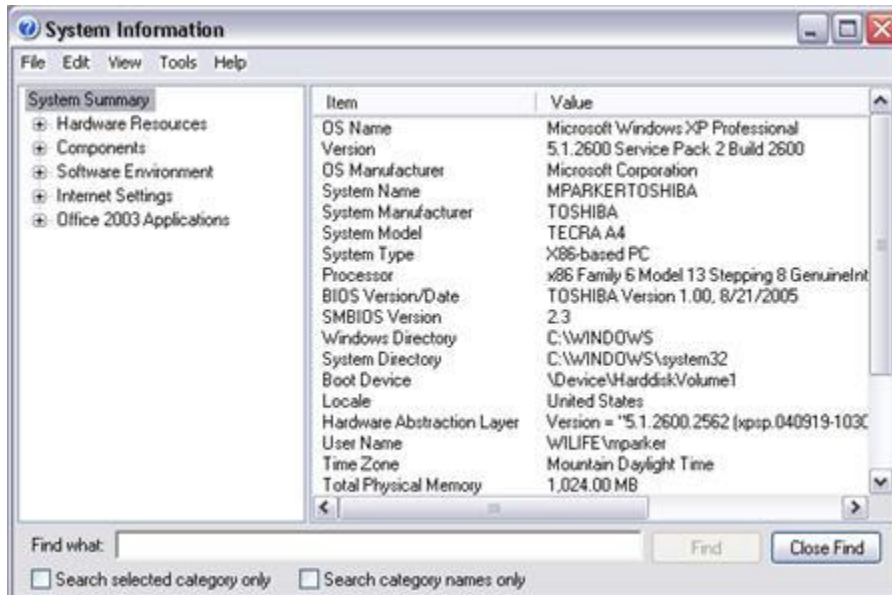 System Information
File Edit View Tools Help
System Summary
Hardware Resources
Components
Software Environment
Internet Settings
Office 2003 Applications
Item Value
OS Name Microsoft Windows XP Professional
Version 5.1.2600 Service Pack 2 Build 2600
OS Manufacturer Microsoft Corporation
System Name MPARKERTOSHIBA
System Manufacturer TOSHIBA
System Model TECRA A4
System Type X86-based PC
Processor x86 Family 6 Model 13 Stepping 8 GenuineInt
BIOS Version/Date TOSHIBA Version 1.00, 8/21/2005
SMBIOS Version 2.3
Windows Directory C:\WINDOWS
System Directory C:\WINDOWS\system32
Boot Device \Device\HarddiskVolume1
Locale United States
Hardware Abstraction Layer Version = "5.1.2600.2562 (xpsp.040919-1030
User Name WILIFE\mparker
Time Zone Mountain Daylight Time
Total Physical Memory 1,024.00 MB
Find what: Find Close Find
Search selected category only Search category names only